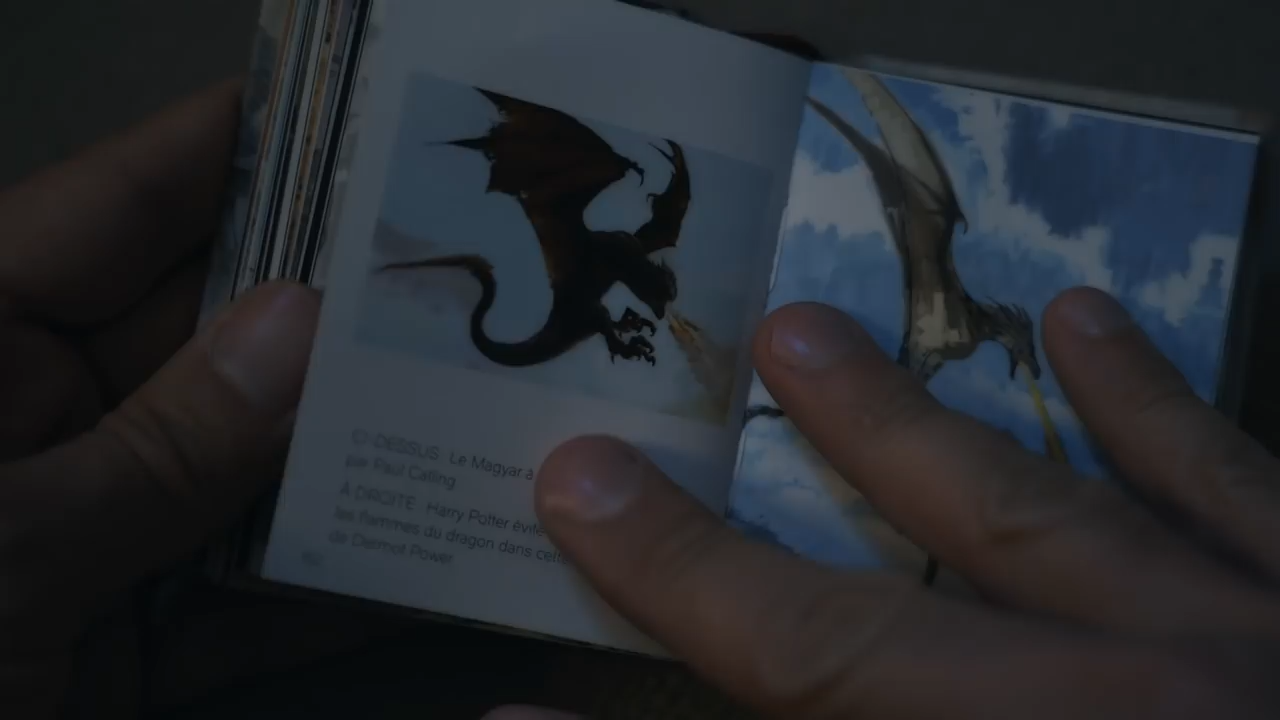 CI-DESSUS Le Magyar à
par Paul Catling
À DROITE Harry Potter évite
les flammes du dragon dans cette
de Dermot Power